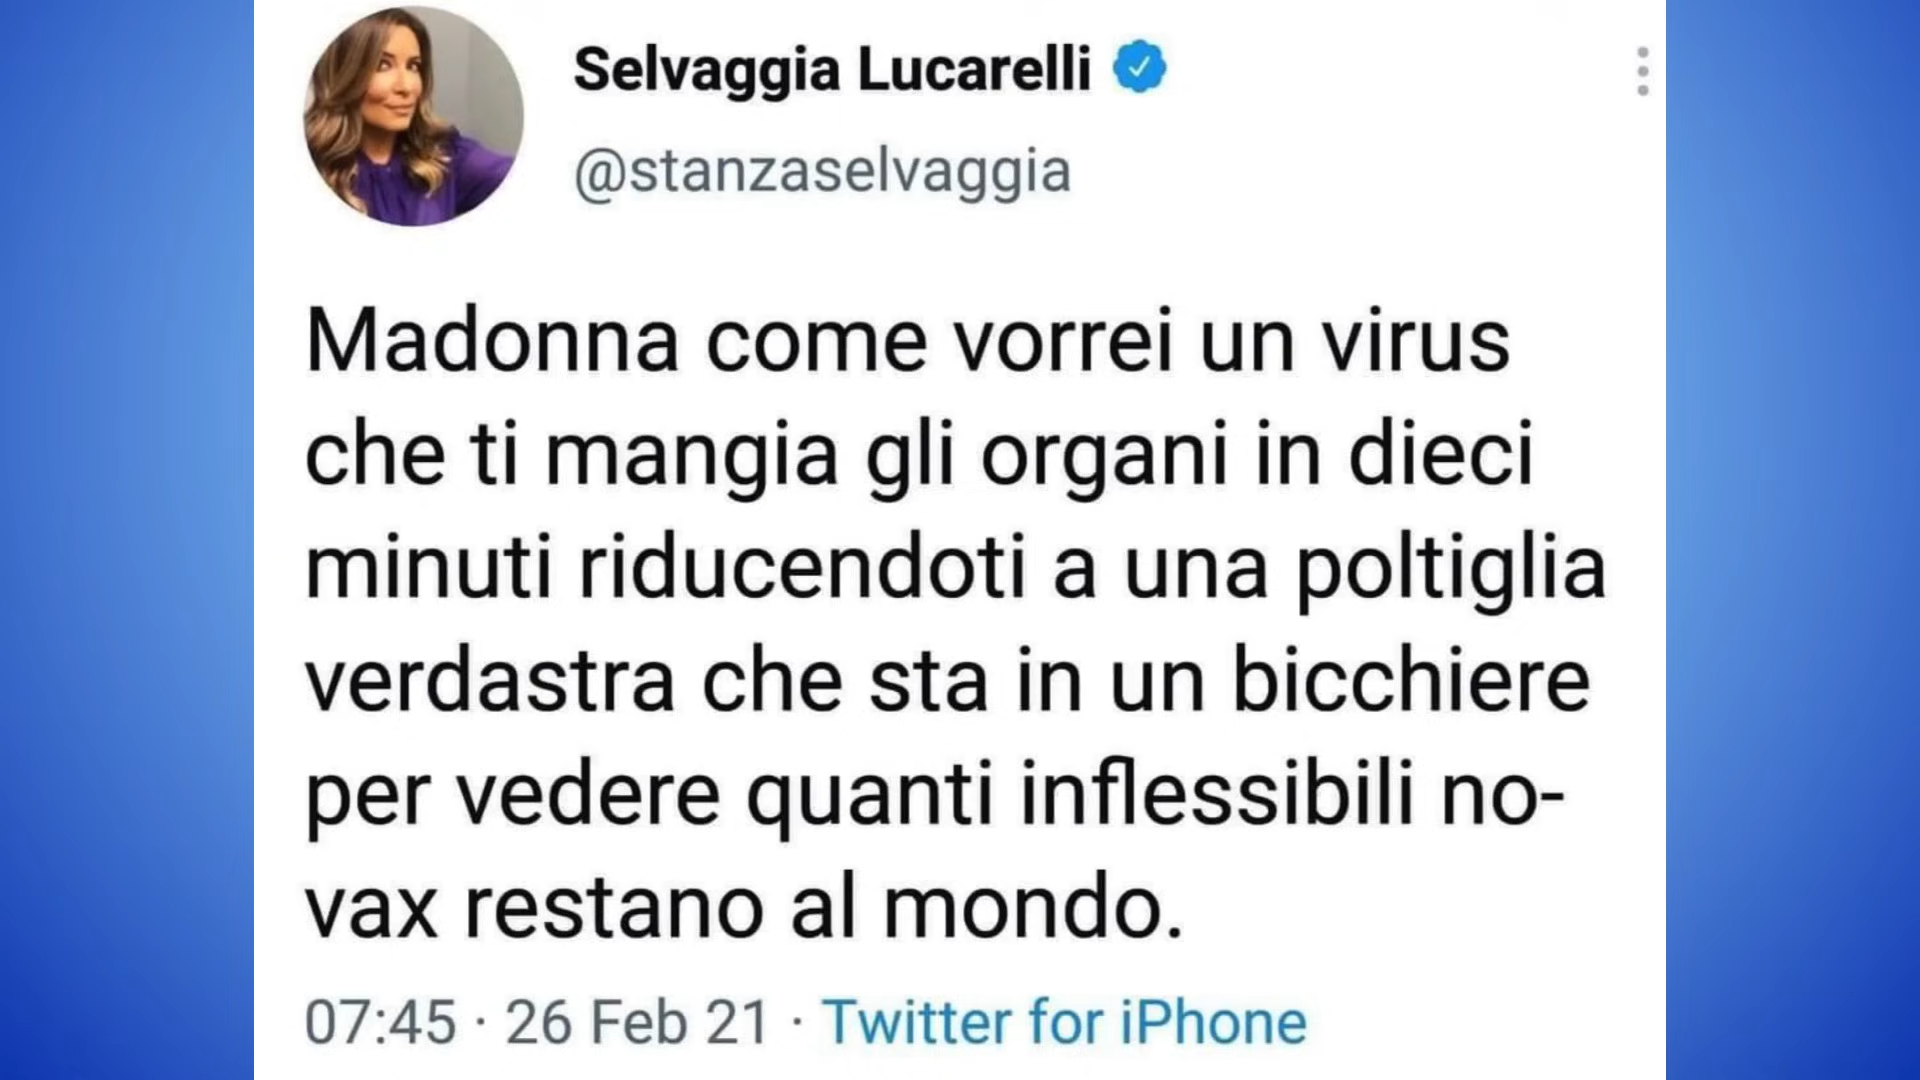 Selvaggia Lucarelli
@stanzaselvaggia
Madonna come vorrei un virus
che ti mangia gli organi in dieci
minuti riducendoti a una poltiglia
verdastra che sta in un bicchiere
per vedere quanti inflessibili no-
vax restano al mondo.
07:45 · 26 Feb 21 · Twitter for iPhone